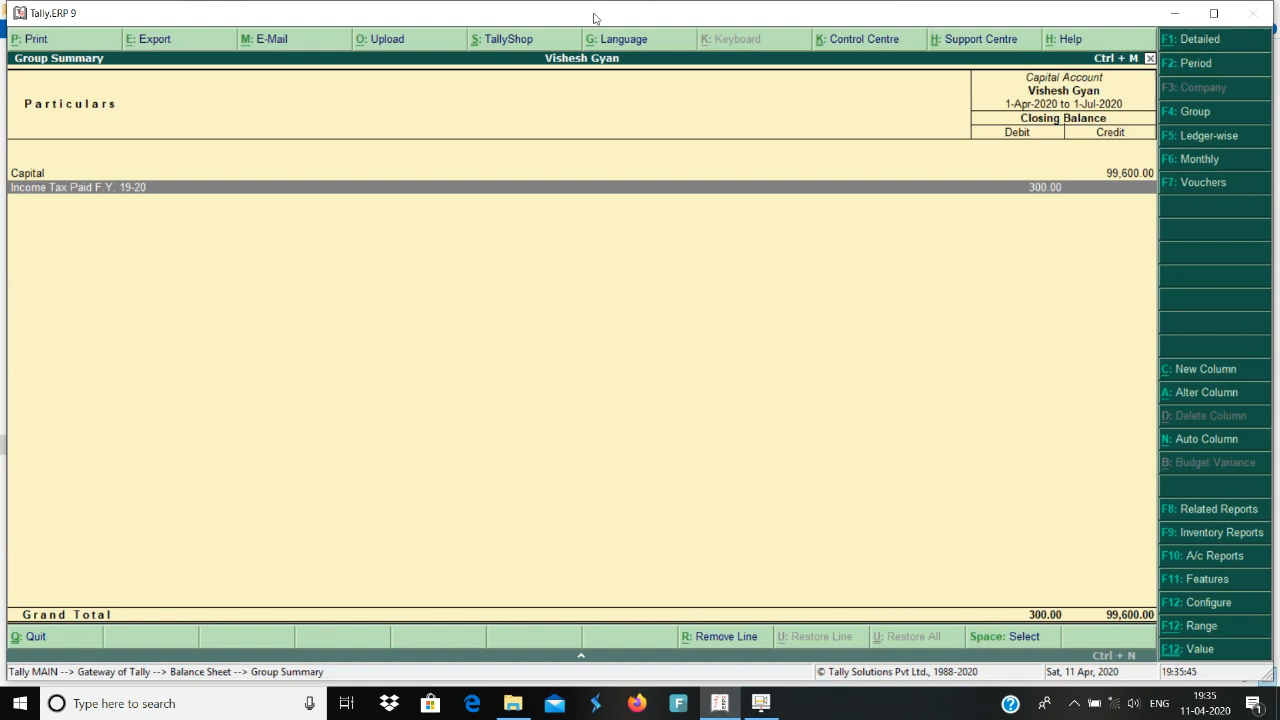 Tally.ERP 9
P: Print E: Export M: E-Mail O: Upload S: TallyShop G: Language K: Keyboard K: Control Centre H: Support Centre H: Help
Group Summary Vishesh Gyan Ctrl + M
Particulars
Capital Account
Vishesh Gyan
1-Apr-2020 to 1-Jul-2020
Closing Balance
Debit Credit
Capital 99,600.00
Income Tax Paid F.Y. 19-20 300.00
Grand Total 300.00 99,600.00
F1: Detailed
F2: Period
F3: Company
F4: Group
F5: Ledger-wise
F6: Monthly
F7: Vouchers
C: New Column
A: Alter Column
D: Delete Column
N: Auto Column
B: Budget Variance
F8: Related Reports
F9: Inventory Reports
F10: A/c Reports
F11: Features
F12: Configure
F12: Range
F12: Value
Q: Quit R: Remove Line U: Restore Line U: Restore All Space: Select
Ctrl + N
Tally MAIN --> Gateway of Tally --> Balance Sheet --> Group Summary © Tally Solutions Pvt Ltd., 1988-2020 Sat, 11 Apr, 2020 19:35:45
Type here to search ENG 19:35
11-04-2020